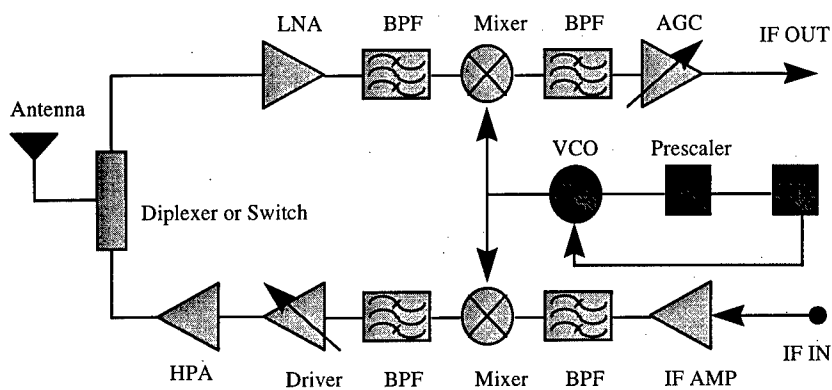 LNA BPF Mixer BPF AGC
IF OUT
Antenna
VCO Prescaler
Diplexer or Switch
HPA Driver BPF Mixer BPF IF AMP IF IN